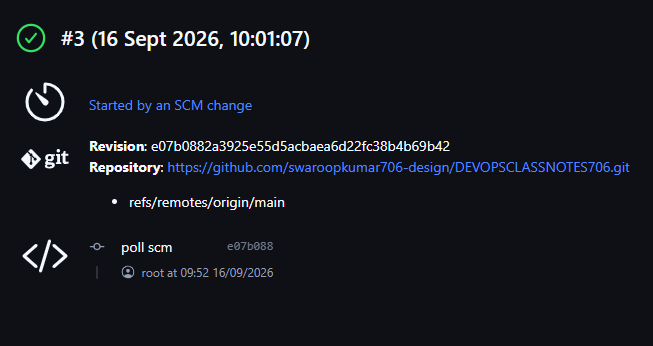 #3 (16 Sept 2026, 10:01:07)
Started by an SCM change
git
Revision: e07b0882a3925e55d5acbaea6d22fc38b4b69b42
Repository: https://github.com/swaroopkumar706-design/DEVOPSCLASSNOTES706.git
• refs/remotes/origin/main
poll scm e07b088
root at 09:52 16/09/2026